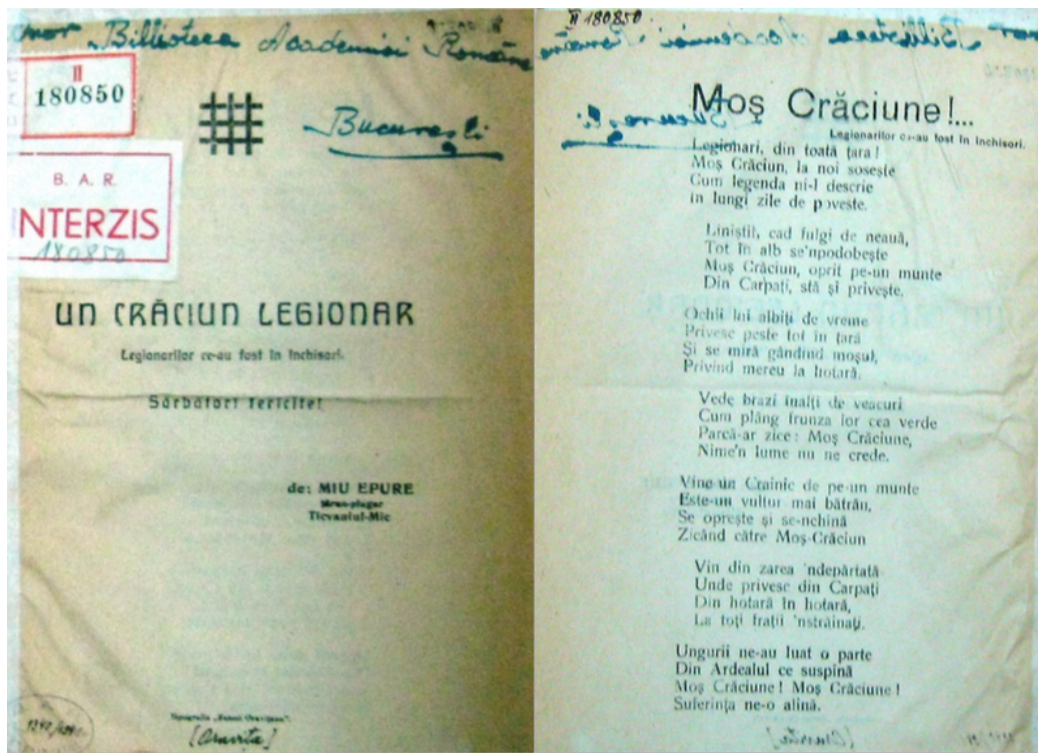 Biblioteca Academiei Române
București
II
180850
B. A. R.
INTERZIS
180850
UN CRĂCIUN LEGIONAR
Legionarilor ce-au fost în închisori.
Sărbători fericite!
de: MIU EPURE
țăran-plugar
Ticvaniul-Mic
Tipografia „Felnul Oravițean”.
[Oravița]
II 180850.
Moș Crăciune!...
Legionarilor ce-au fost în închisori.
Legionari, din toată țara!
Moș Crăciun, la noi sosește
Cum legenda ni-l descrie
in lungi zile de poveste.
Liniștit, cad fulgi de neauă,
Tot în alb se'npodobește
Moș Crăciun, oprit pe-un munte
Din Carpați, stă și privește.
Ochii lui albiți de vreme
Privesc peste tot în țară
Și se miră gândind moșul,
Privind mereu la hotară.
Vede brazi înalți de veacuri
Cum plâng frunza lor cea verde
Parcă-ar zice: Moș Crăciune,
Nime'n lume nu ne crede.
Vine un Crainic de pe-un munte
Este-un vultur mai bătrân,
Se oprește și se-nchină
Zicând către Moș-Crăciun
Vin din zarea 'ndepărtată
Unde privesc din Carpați
Din hotară în hotară,
La toți frații 'nstrăinați.
Ungurii ne-au luat o parte
Din Ardealul ce suspină
Moș Crăciune! Moș Crăciune!
Suferința ne-o alină.